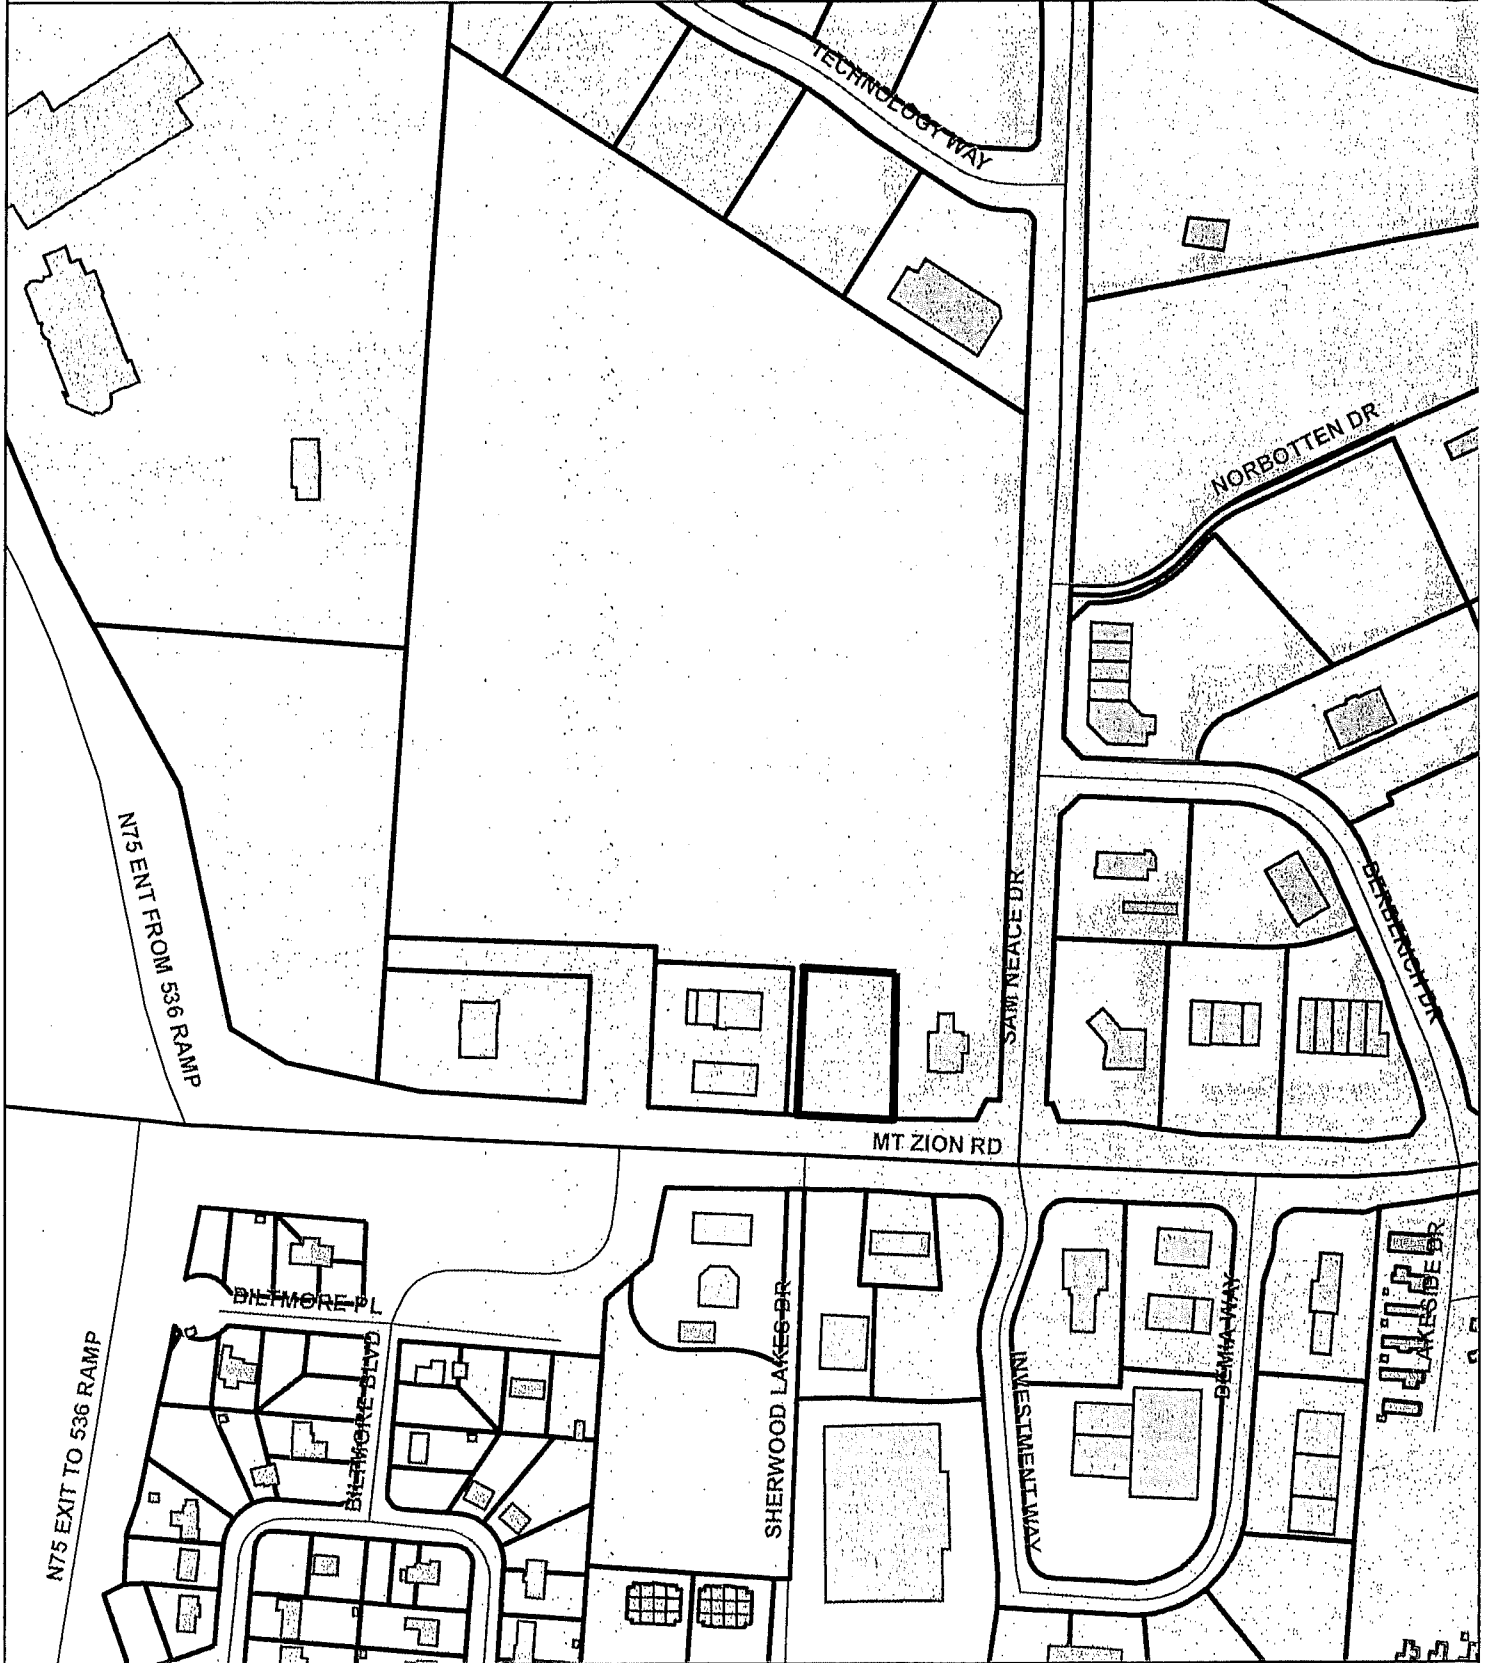 TECHNOLOGY WAY
NORBOTTEN DR
N75 ENT FROM 536 RAMP
SAM NEACE DR
BERBERICH DR
MT ZION RD
BILTMORE PL
BILTMORE BLVD
N75 EXIT TO 536 RAMP
SHERWOOD LAKES DR
INVESTMENT WAY
DEMIA WAY
LAKESIDE DR